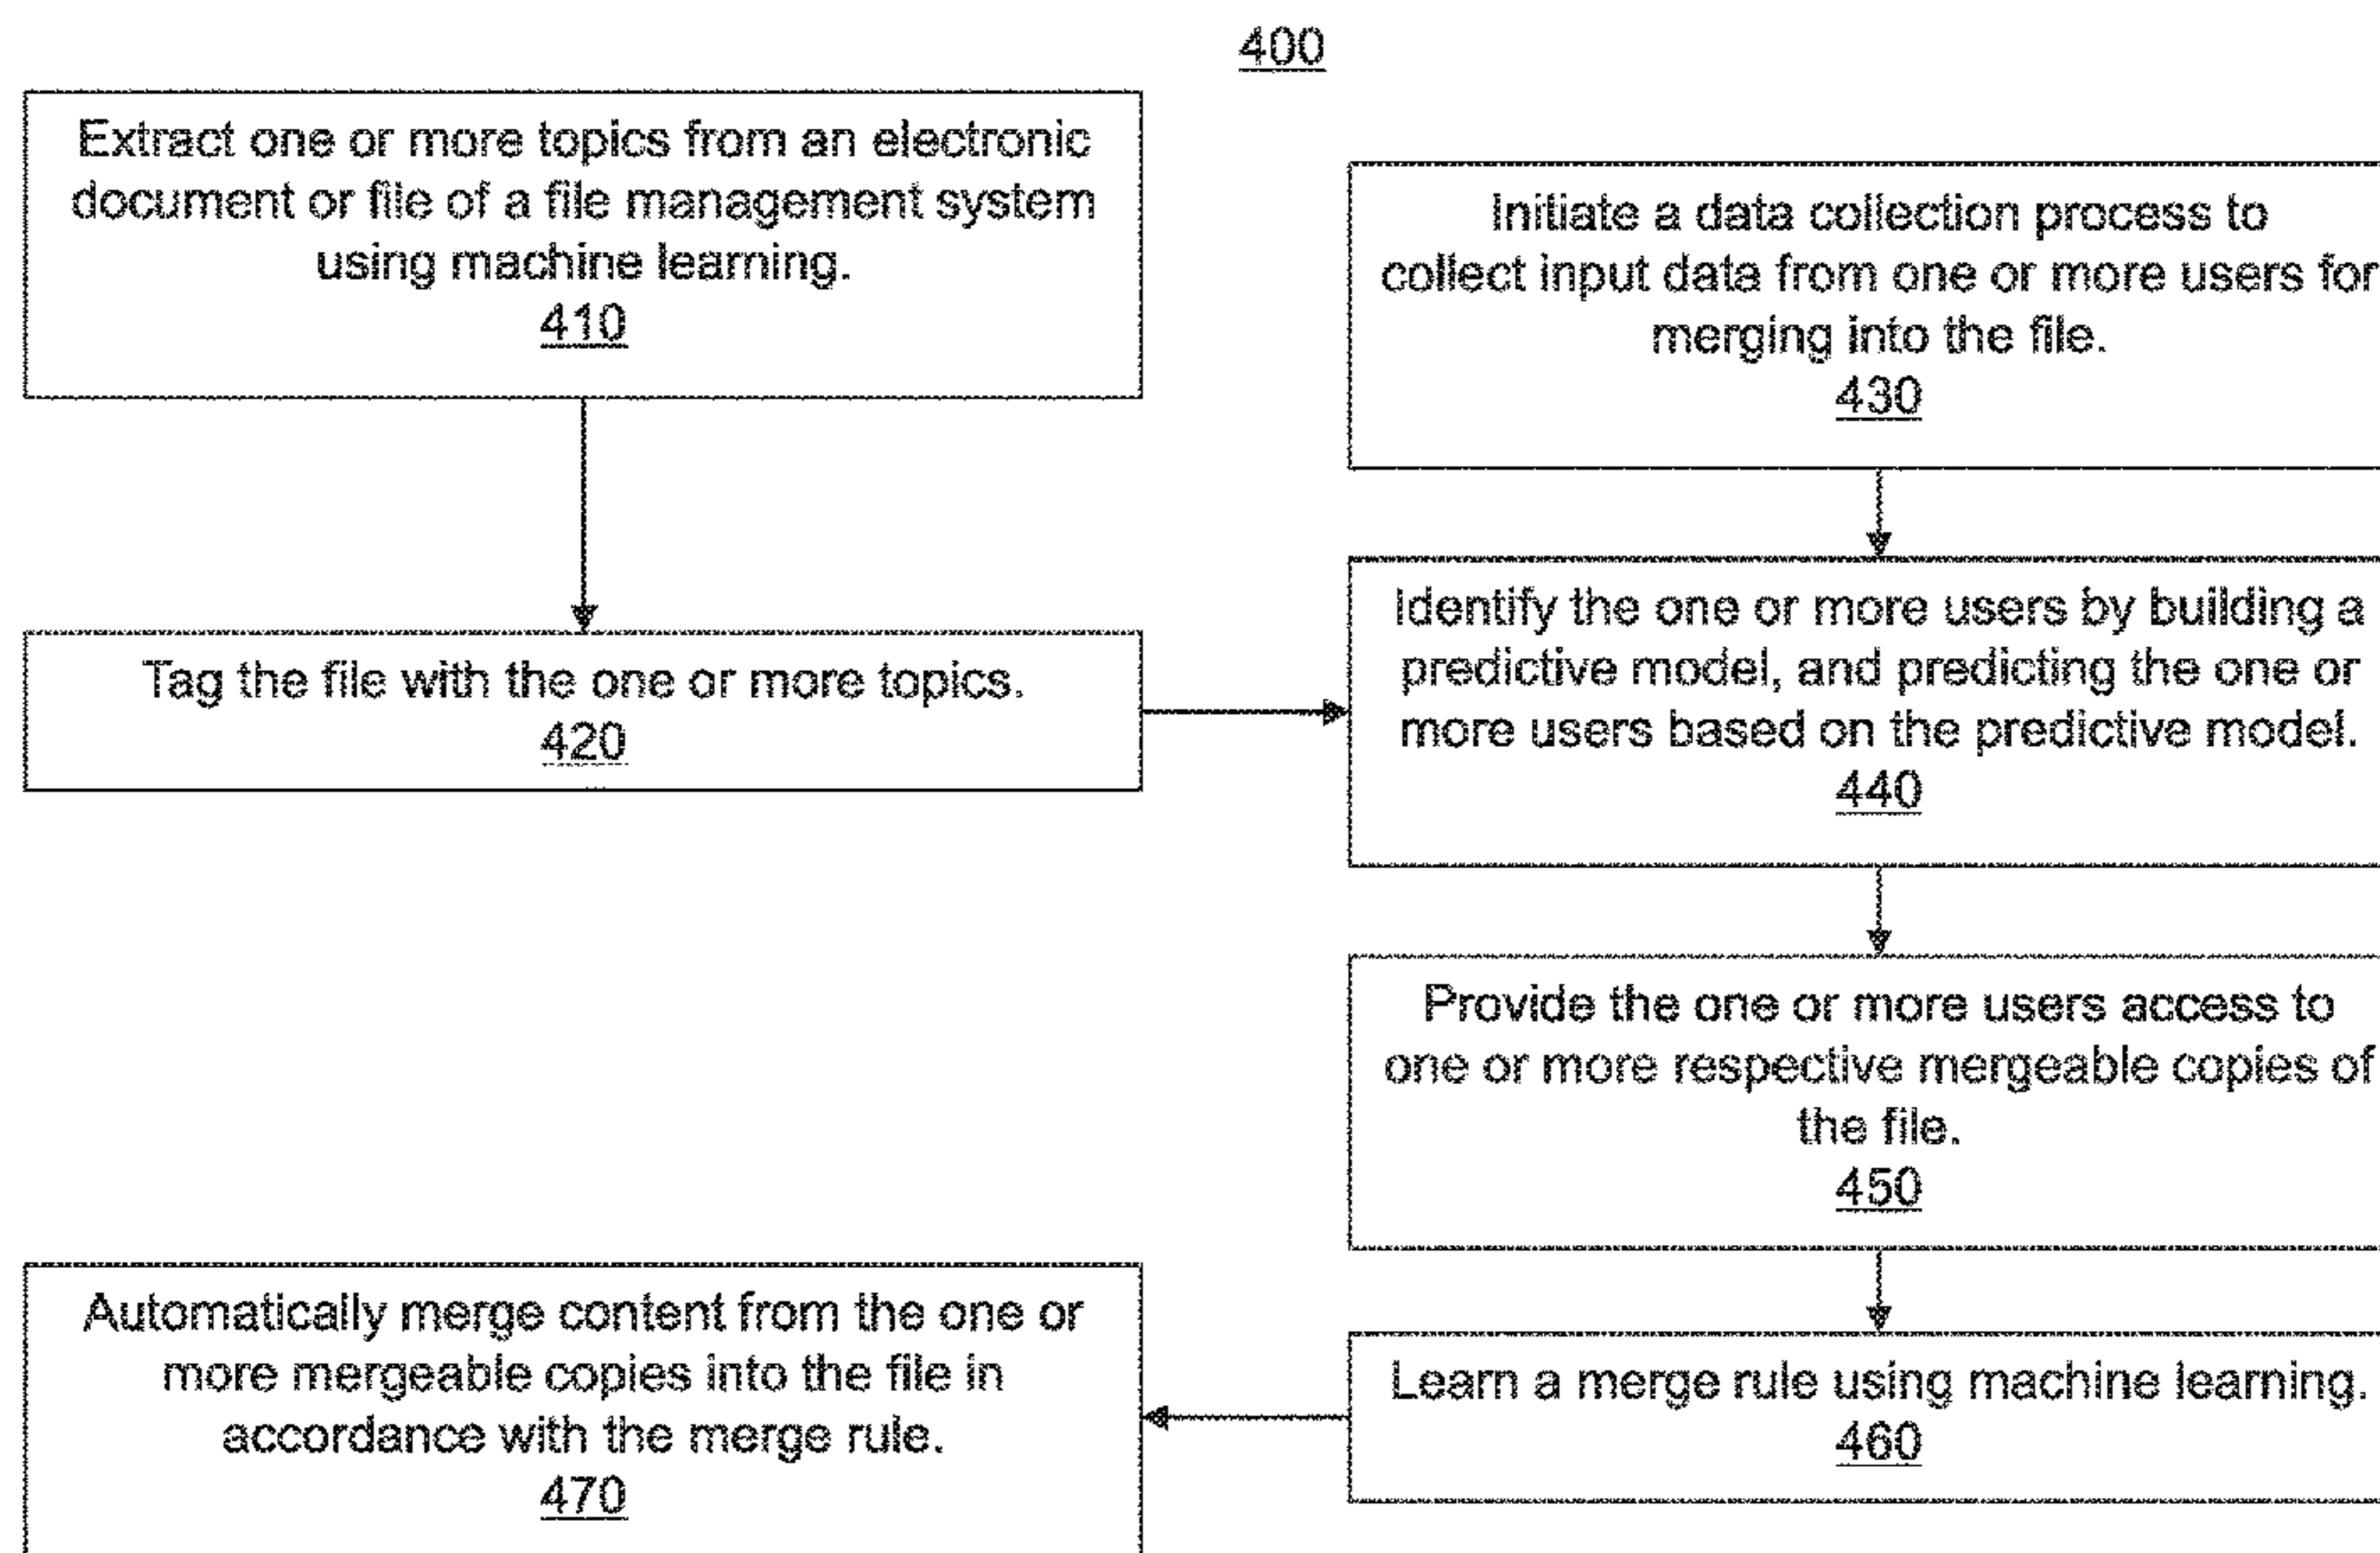 400
Extract one or more topics from an electronic
document or file of a file management system
using machine learning.
410
Tag the file with the one or more topics.
420
Initiate a data collection process to
collect input data from one or more users for
merging into the file.
430
Identify the one or more users by building a
predictive model, and predicting the one or
more users based on the predictive model.
440
Provide the one or more users access to
one or more respective mergeable copies of
the file.
450
Learn a merge rule using machine learning.
460
Automatically merge content from the one or
more mergeable copies into the file in
accordance with the merge rule.
470